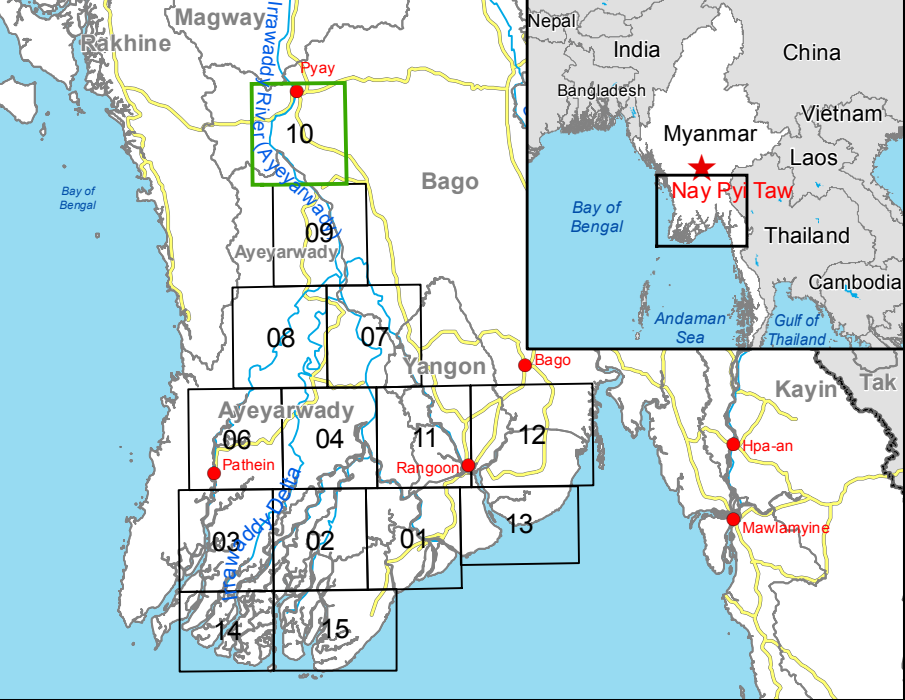 Magway
Rakhine
Irrawaddy River (Ayeyarwady)
Pyay
10
Bay of
Bengal
Bago
09
Ayeyarwady
08
07
Yangon
Bago
Ayeyarwady
06
04
11
12
Pathein
Rangoon
Irrawaddy Delta
03
02
01
13
14
15
Nepal
India
China
Bangladesh
Myanmar
Vietnam
Laos
Nay Pyi Taw
Bay of
Bengal
Thailand
Cambodia
Andaman
Sea
Gulf of
Thailand
Kayin
Tak
Hpa-an
Mawlamyine